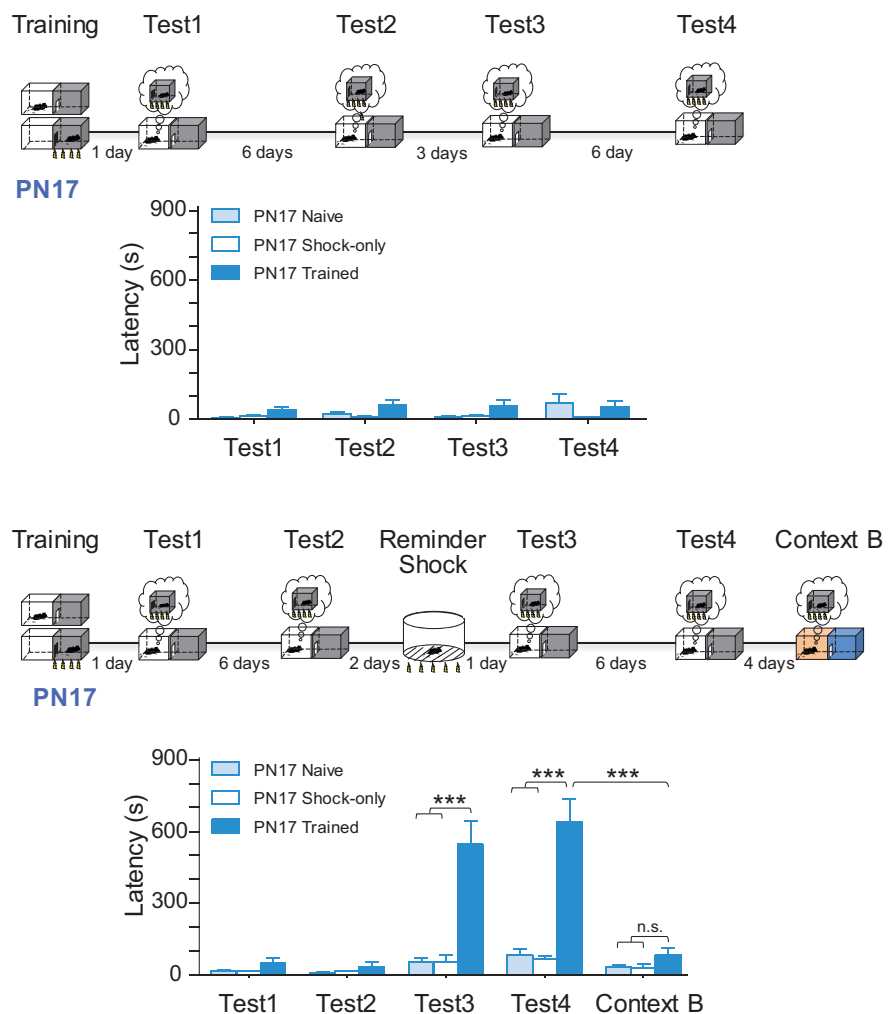 Training Test1 Test2 Test3 Test4
1 day 6 days 3 days 6 day
PN17
900
600
300
0
Latency (s)
PN17 Naive
PN17 Shock-only
PN17 Trained
Test1 Test2 Test3 Test4
Training Test1 Test2 Reminder Test3 Test4 Context B
Shock
1 day 6 days 2 days 1 day 6 days 4 days
PN17
900
600
300
0
Latency (s)
PN17 Naive
PN17 Shock-only
PN17 Trained
*** *** ***
n.s.
Test1 Test2 Test3 Test4 Context B